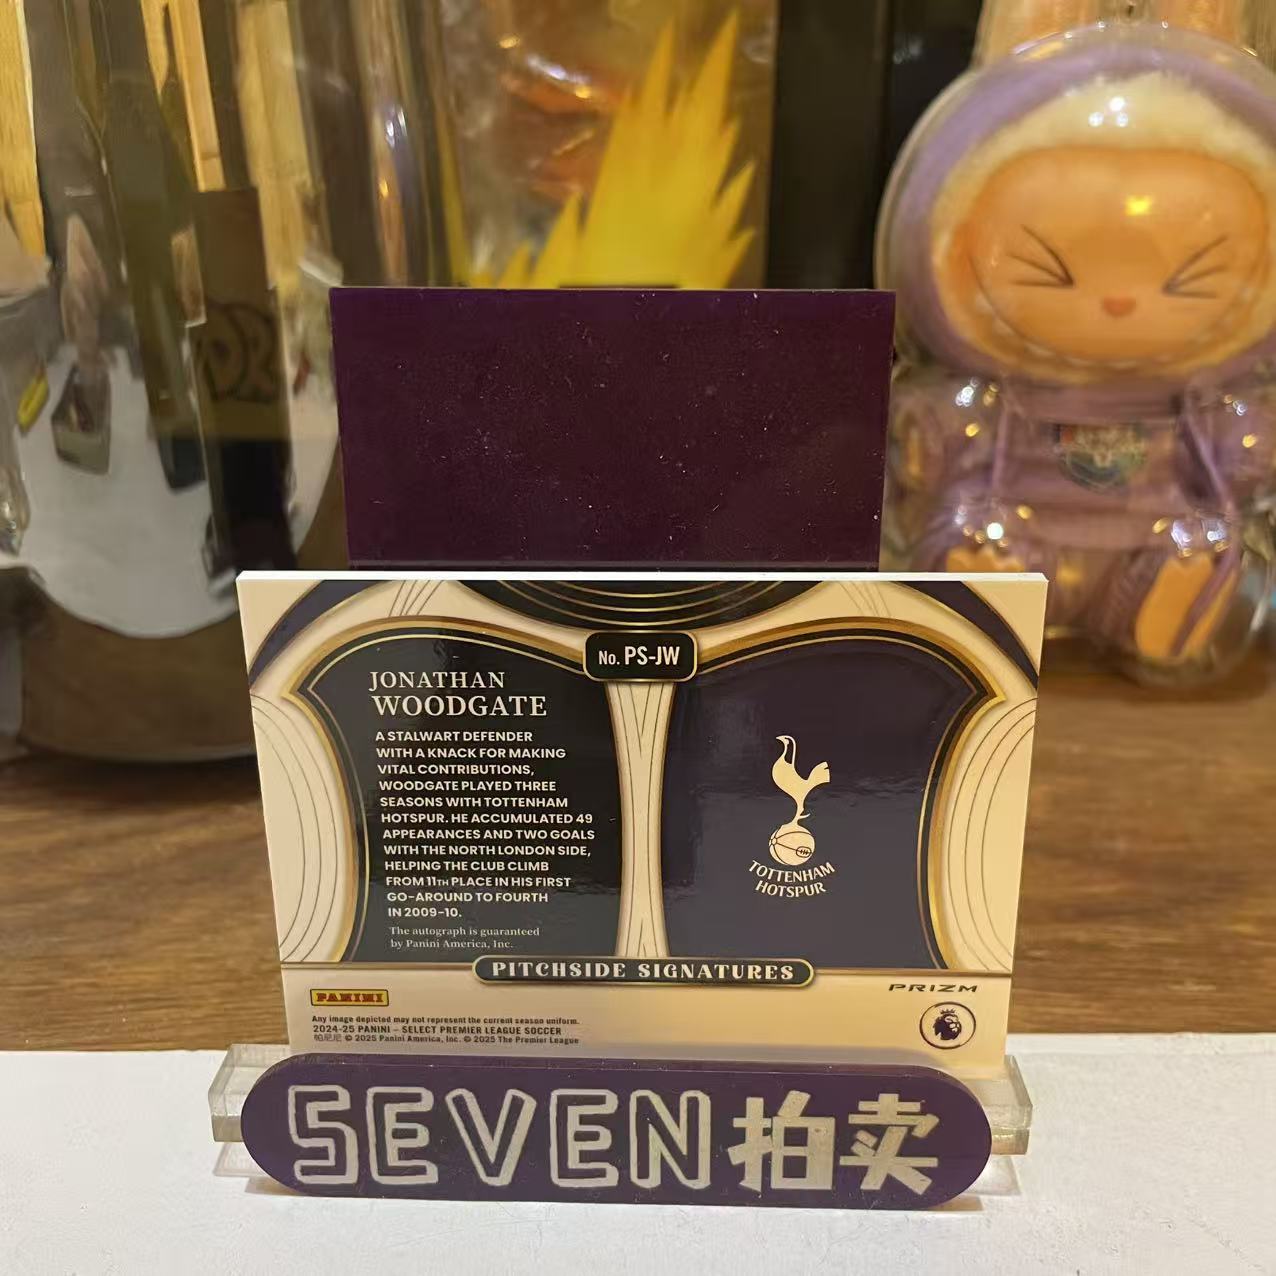 No. PS-JW
JONATHAN
WOODGATE
A STALWART DEFENDER
WITH A KNACK FOR MAKING
VITAL CONTRIBUTIONS,
WOODGATE PLAYED THREE
SEASONS WITH TOTTENHAM
HOTSPUR. HE ACCUMULATED 49
APPEARANCES AND TWO GOALS
WITH THE NORTH LONDON SIDE,
HELPING THE CLUB CLIMB
FROM 11TH PLACE IN HIS FIRST
GO-AROUND TO FOURTH
IN 2009-10.
The autograph is guaranteed
by Panini America, Inc.
TOTTENHAM
HOTSPUR
PITCHSIDE SIGNATURES
PANINI
PRIZM
Any image depicted may not represent the current season uniform.
2024-25 PANINI – SELECT PREMIER LEAGUE SOCCER
帕尼尼 © 2025 Panini America, Inc. © 2025 The Premier League
SEVEN拍卖